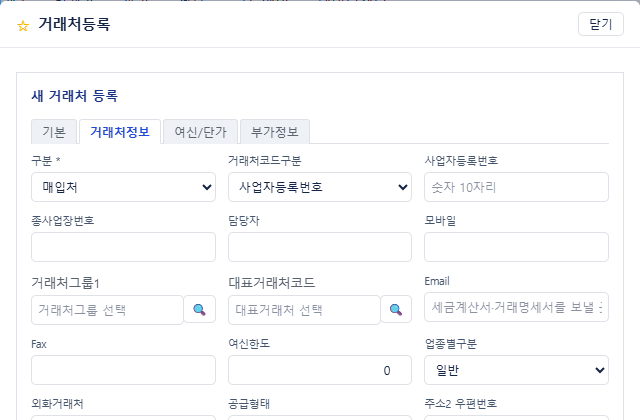 거래처등록
닫기
새 거래처 등록
기본 거래처정보 여신/단가 부가정보
구분 * 거래처코드구분 사업자등록번호
매입처 사업자등록번호 숫자 10자리
종사업장번호 담당자 모바일
거래처그룹1 대표거래처코드 Email
거래처그룹 선택 대표거래처 선택 세금계산서·거래명세서를 보낼
Fax 여신한도 업종별구분
0 일반
외화거래처 공급형태 주소2 우편번호